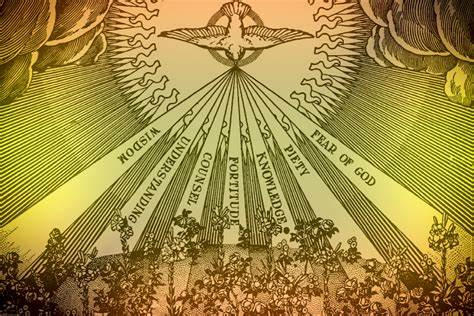 WISDOM
UNDERSTANDING
COUNSEL
FORTITUDE
KNOWLEDGE
PIETY
FEAR OF GOD